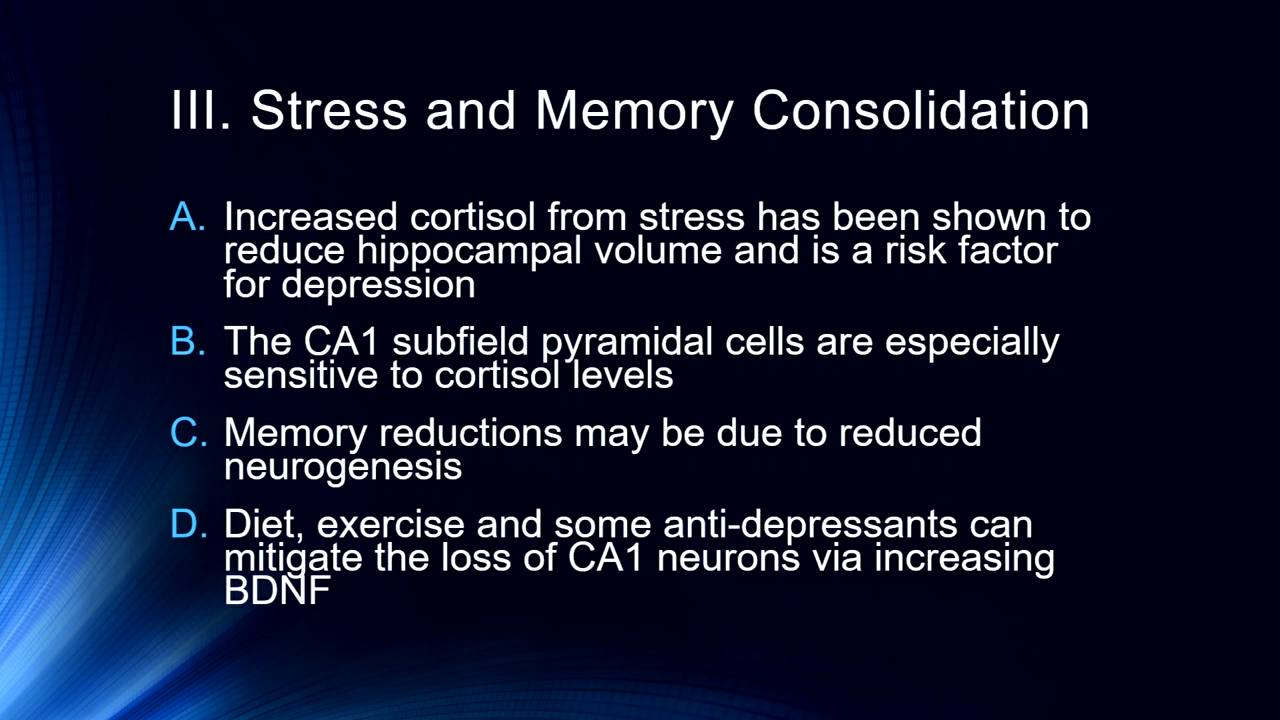 III. Stress and Memory Consolidation
A. Increased cortisol from stress has been shown to
reduce hippocampal volume and is a risk factor
for depression
B. The CA1 subfield pyramidal cells are especially
sensitive to cortisol levels
C. Memory reductions may be due to reduced
neurogenesis
D. Diet, exercise and some anti-depressants can
mitigate the loss of CA1 neurons via increasing
BDNF